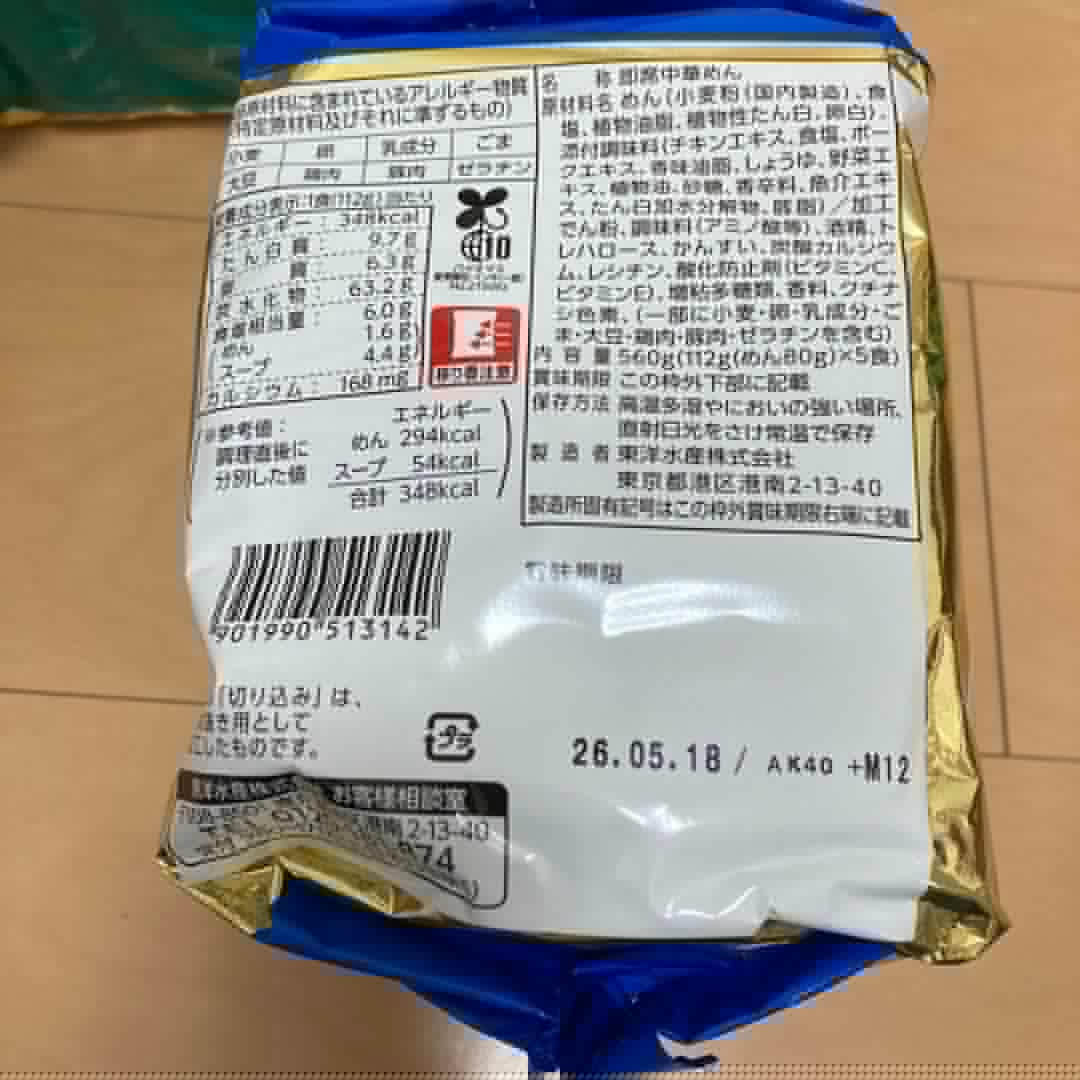 原材料に含まれているアレルギー物質
(特定原材料及びそれに準ずるもの)
小麦 卵 乳成分 ごま
大豆 鶏肉 豚肉 ゼラチン
栄養成分表示:1食(112g)当たり
エネルギー: 348kcal
たん白質: 9.7g
脂質: 6.3g
炭水化物: 63.2g
食塩相当量: 6.0g
(めん 1.6g)
スープ 4.4g)
カルシウム: 168mg
10
参考値:
調理直後に
分別した値
エネルギー
めん 294kcal
スープ 54kcal
合計 348kcal
901990 513142
「切り込み」は、
したものです。
プラ
お客様相談室
港南2-13-40
名称 即席中華めん
原材料名 めん(小麦粉(国内製造)、食
塩、植物油脂、植物性たん白、卵白)、
添付調味料(チキンエキス、食塩、ポー
クエキス、香味油脂、しょうゆ、野菜エ
キス、植物油、砂糖、香辛料、魚介エキ
ス、たん白加水分解物、豚脂)/加工
でん粉、調味料(アミノ酸等)、酒精、ト
レハロース、かんすい、炭酸カルシウ
ム、レシチン、酸化防止剤(ビタミンC、
ビタミンE)、増粘多糖類、香料、クチナ
シ色素、(一部に小麦・卵・乳成分・ご
ま・大豆・鶏肉・豚肉・ゼラチンを含む)
内容量 560g(112g(めん80g)×5食)
賞味期限 この枠外下部に記載
保存方法 高温多湿やにおいの強い場所、
直射日光をさけ常温で保存
製造者 東洋水産株式会社
東京都港区港南2-13-40
製造所固有記号はこの枠外賞味期限右端に記載
賞味期限
26.05.18/ AK40 +M12